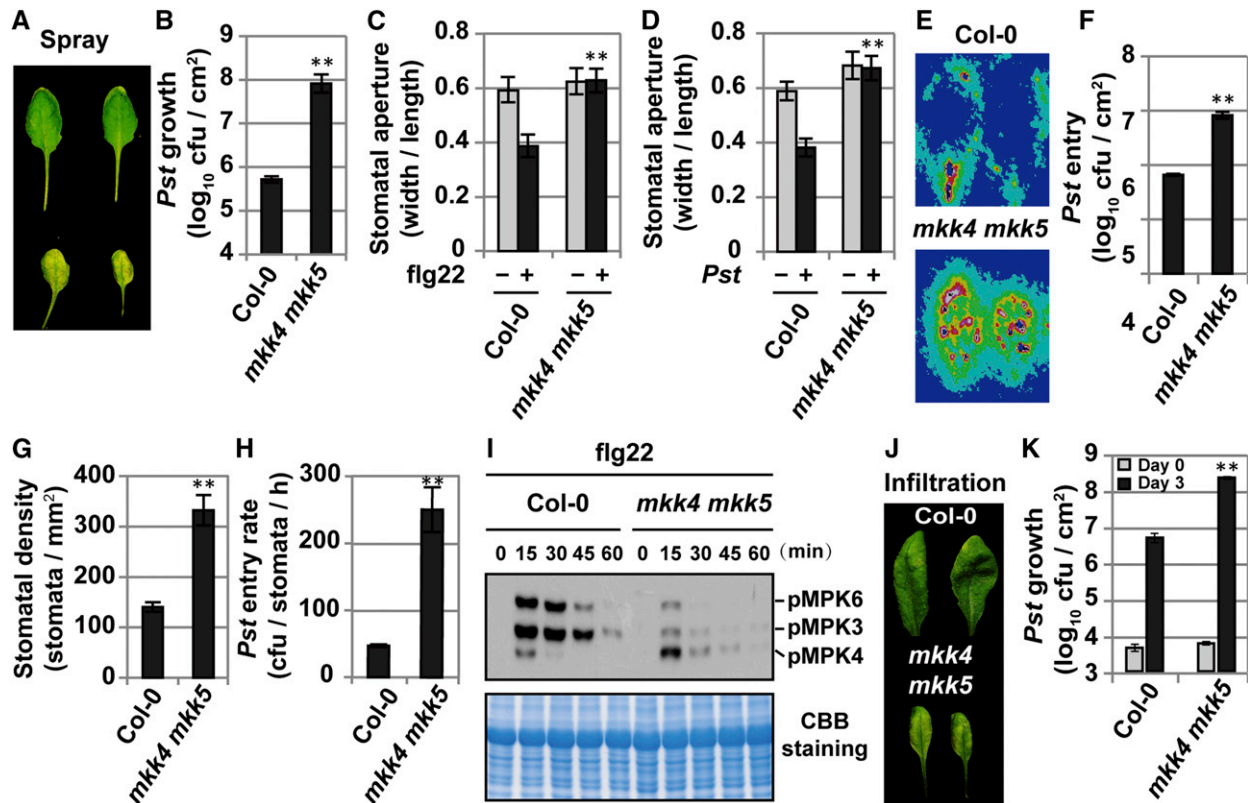 A
Spray
B
Pst growth
(log10 cfu / cm2)
9
8
7
6
5
4
**
Col-0
mkk4 mkk5
C
Stomatal aperture
(width / length)
0.8
0.6
0.4
0.2
0
**
flg22
– + – +
Col-0
mkk4 mkk5
D
Stomatal aperture
(width / length)
0.8
0.6
0.4
0.2
0
**
Pst
– + – +
Col-0
mkk4 mkk5
E
Col-0
mkk4 mkk5
F
Pst entry
(log10 cfu / cm2)
8
7
6
5
4
**
Col-0
mkk4 mkk5
G
Stomatal density
(stomata / mm2)
400
300
200
100
0
**
Col-0
mkk4 mkk5
H
Pst entry rate
(cfu / stomata / h)
300
200
100
0
**
Col-0
mkk4 mkk5
I
flg22
Col-0 mkk4 mkk5
0 15 30 45 60 0 15 30 45 60 (min)
pMPK6
pMPK3
pMPK4
CBB
staining
J
Infiltration
Col-0
mkk4
mkk5
K
Pst growth
(log10 cfu / cm2)
9
8
7
6
5
4
3
Day 0
Day 3
**
Col-0
mkk4 mkk5